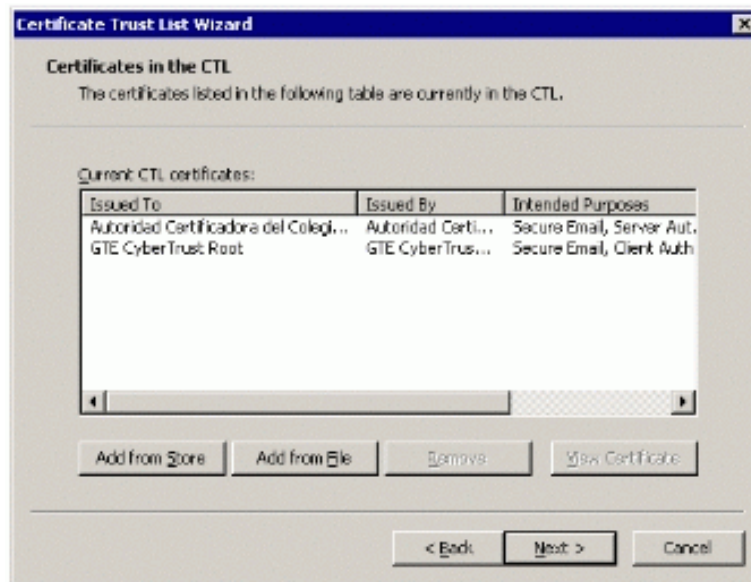 Certificate Trust List Wizard
Certificates in the CTL
The certificates listed in the following table are currently in the CTL.
Current CTL certificates:
Issued To Issued By Intended Purposes
Autoridad Certificadora del Colegi... Autoridad Certi... Secure Email, Server Aut.
GTE CyberTrust Root GTE CyberTrus... Secure Email, Client Auth
Add from Store Add from File Remove View Certificate
< Back Next > Cancel